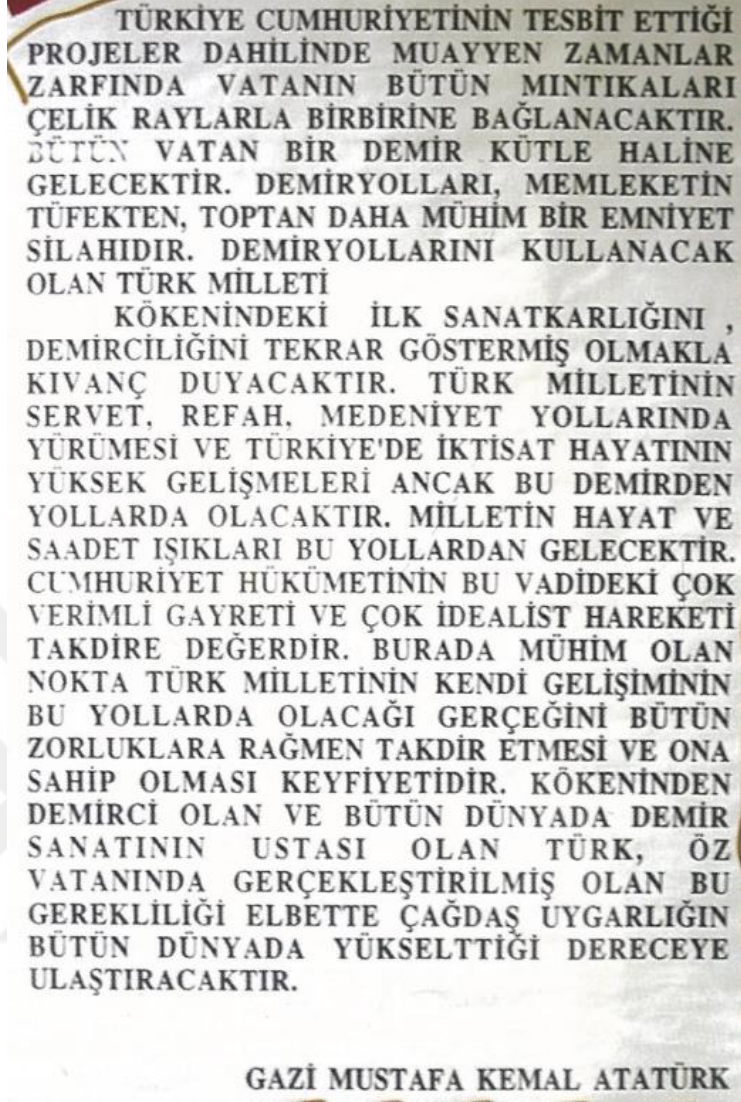 TÜRKİYE CUMHURİYETİNİN TESBİT ETTİĞİ
PROJELER DAHİLİNDE MUAYYEN ZAMANLAR
ZARFINDA VATANIN BÜTÜN MINTIKALARI
ÇELİK RAYLARLA BİRBİRİNE BAĞLANACAKTIR.
BÜTÜN VATAN BİR DEMİR KÜTLE HALİNE
GELECEKTİR. DEMİRYOLLARI, MEMLEKETİN
TÜFEKTEN, TOPTAN DAHA MÜHİM BİR EMNİYET
SİLAHIDIR. DEMİRYOLLARINI KULLANACAK
OLAN TÜRK MİLLETİ
KÖKENİNDEKİ İLK SANATKARLIĞINI ,
DEMİRCİLİĞİNİ TEKRAR GÖSTERMİŞ OLMAKLA
KIVANÇ DUYACAKTIR. TÜRK MİLLETİNİN
SERVET, REFAH, MEDENİYET YOLLARINDA
YÜRÜMESİ VE TÜRKİYE'DE İKTİSAT HAYATININ
YÜKSEK GELİŞMELERİ ANCAK BU DEMİRDEN
YOLLARDA OLACAKTIR. MİLLETİN HAYAT VE
SAADET IŞIKLARI BU YOLLARDAN GELECEKTİR.
CUMHURİYET HÜKÜMETİNİN BU VADİDEKİ ÇOK
VERİMLİ GAYRETİ VE ÇOK İDEALİST HAREKETİ
TAKDİRE DEĞERDİR. BURADA MÜHİM OLAN
NOKTA TÜRK MİLLETİNİN KENDİ GELİŞİMİNİN
BU YOLLARDA OLACAĞI GERÇEĞİNİ BÜTÜN
ZORLUKLARA RAĞMEN TAKDİR ETMESİ VE ONA
SAHİP OLMASI KEYFİYETİDİR. KÖKENİNDEN
DEMİRCİ OLAN VE BÜTÜN DÜNYADA DEMİR
SANATININ USTASI OLAN TÜRK, ÖZ
VATANINDA GERÇEKLEŞTİRİLMİŞ OLAN BU
GEREKLİLİĞİ ELBETTE ÇAĞDAŞ UYGARLIĞIN
BÜTÜN DÜNYADA YÜKSELTTİĞİ DERECEYE
ULAŞTIRACAKTIR.
GAZİ MUSTAFA KEMAL ATATÜRK